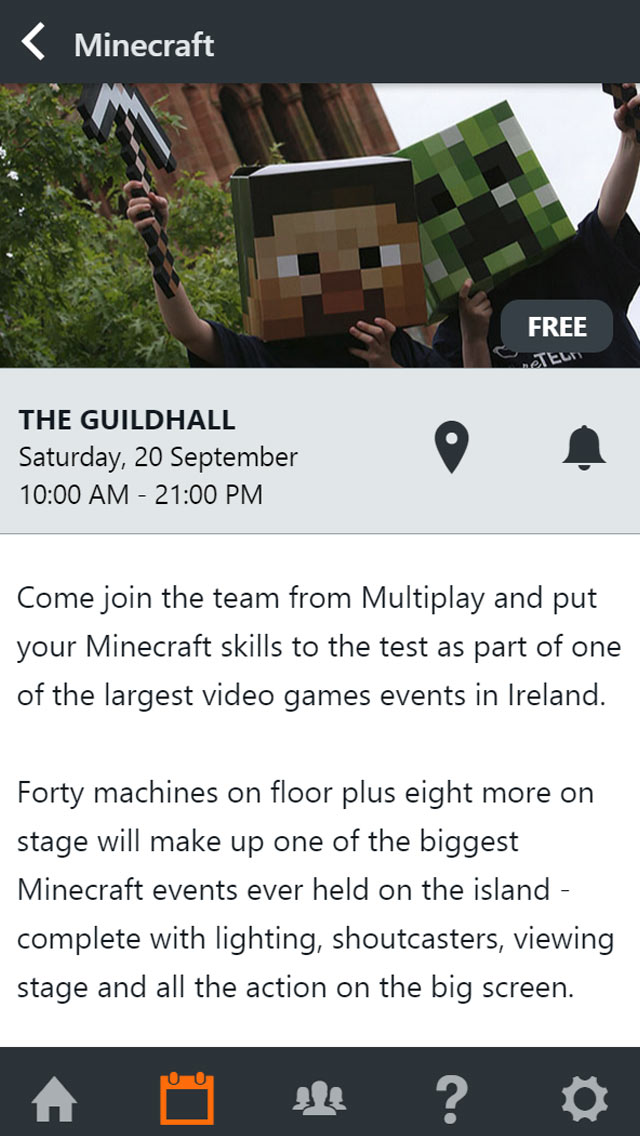 Minecraft
FREE
THE GUILDHALL
Saturday, 20 September
10:00 AM - 21:00 PM
Come join the team from Multiplay and put
your Minecraft skills to the test as part of one
of the largest video games events in Ireland.
Forty machines on floor plus eight more on
stage will make up one of the biggest
Minecraft events ever held on the island -
complete with lighting, shoutcasters, viewing
stage and all the action on the big screen.